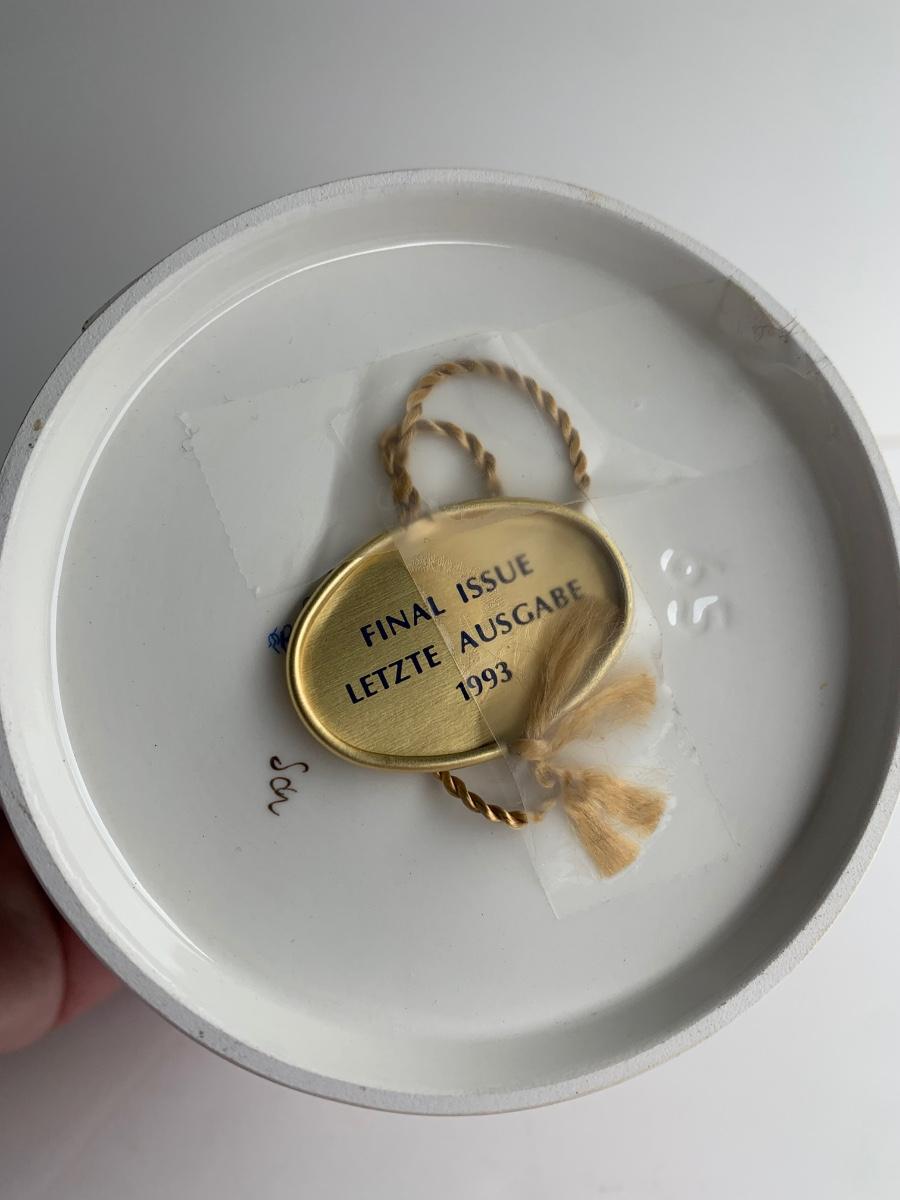 FINAL ISSUE
LETZTE AUSGABE
1993